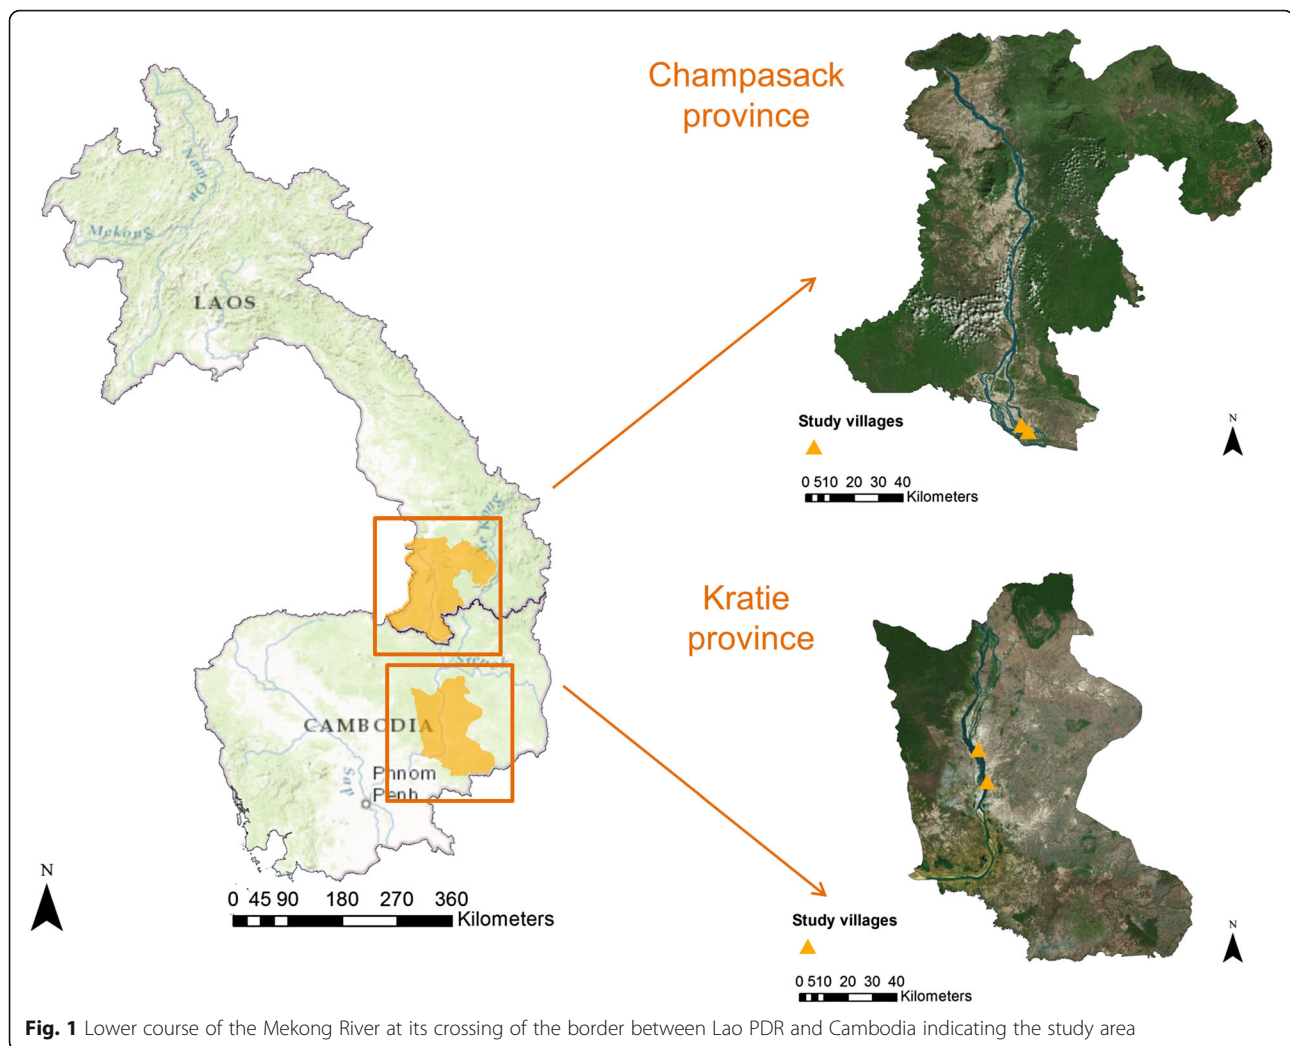 Champasack
province
Nam Ou
Mekong
LAOS
Xe Kong
Study villages
N
0 5 10 20 30 40
Kilometers
Kratie
province
CAMBODIA
Phnom
Penh
Sap
N
0 45 90 180 270 360
Kilometers
Study villages
N
0 5 10 20 30 40
Kilometers
Fig. 1 Lower course of the Mekong River at its crossing of the border between Lao PDR and Cambodia indicating the study area